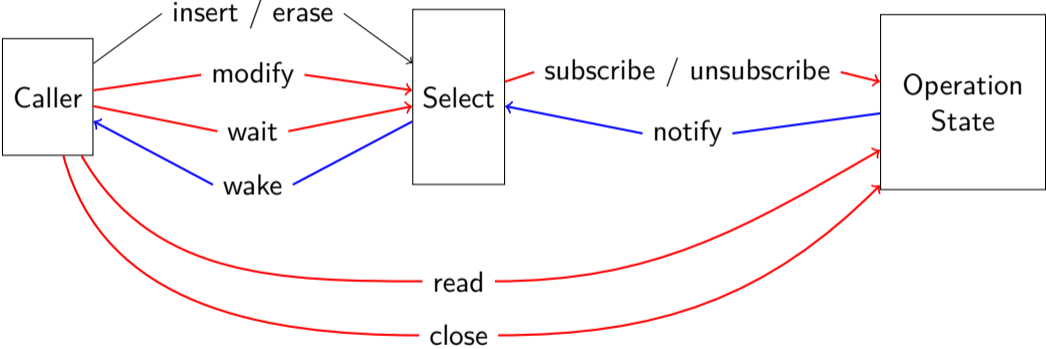 insert / erase
modify
Caller
Select
subscribe / unsubscribe
Operation
State
wait
notify
wake
read
close